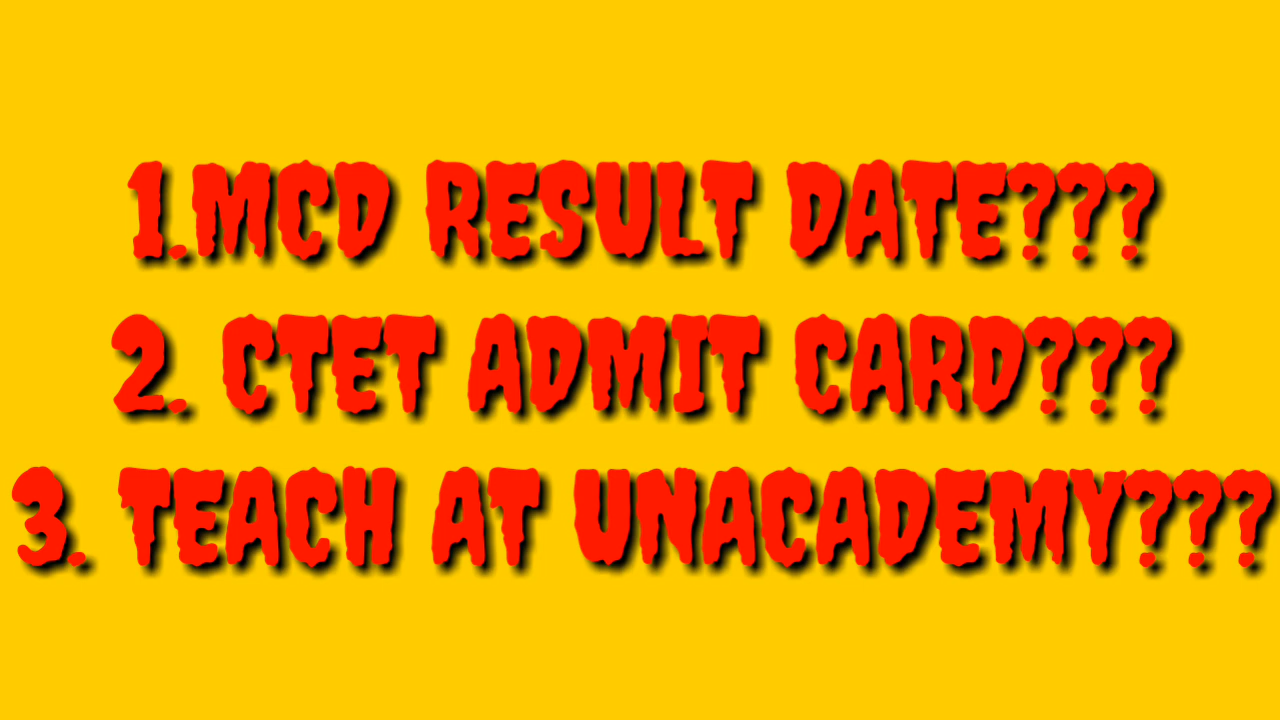 1.MCD RESULT DATE???
2. CTET ADMIT CARD???
3. TEACH AT UNACADEMY???